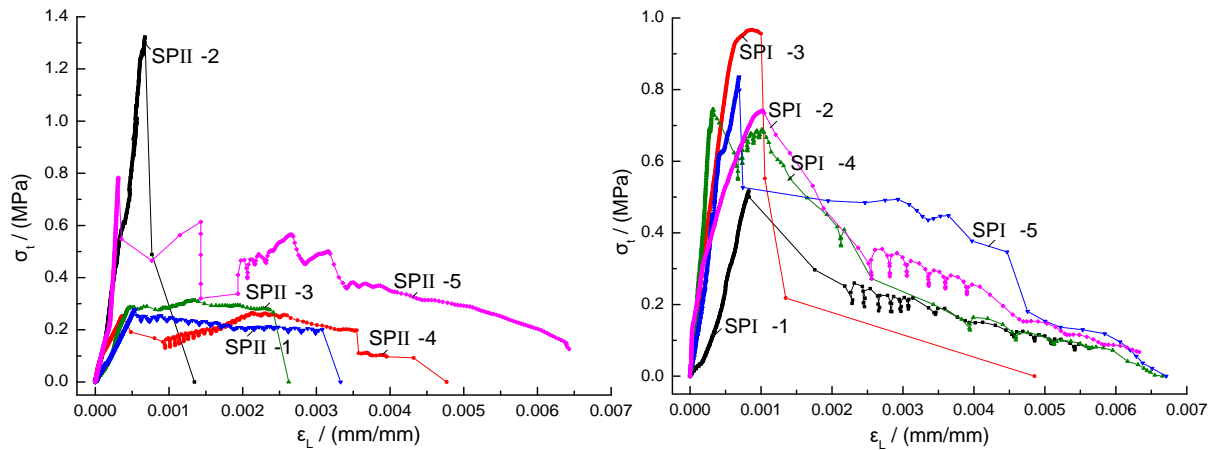 1.4
1.2
1.0
0.8
0.6
0.4
0.2
0.0
σt / (MPa)
SPII -2
SPII -5
SPII -3
SPII -4
SPII -1
0.000 0.001 0.002 0.003 0.004 0.005 0.006 0.007
εL / (mm/mm)
1.0
0.8
0.6
0.4
0.2
0.0
σt / (MPa)
SPI -3
SPI -2
SPI -4
SPI -5
SPI -1
0.000 0.001 0.002 0.003 0.004 0.005 0.006 0.007
εL / (mm/mm)